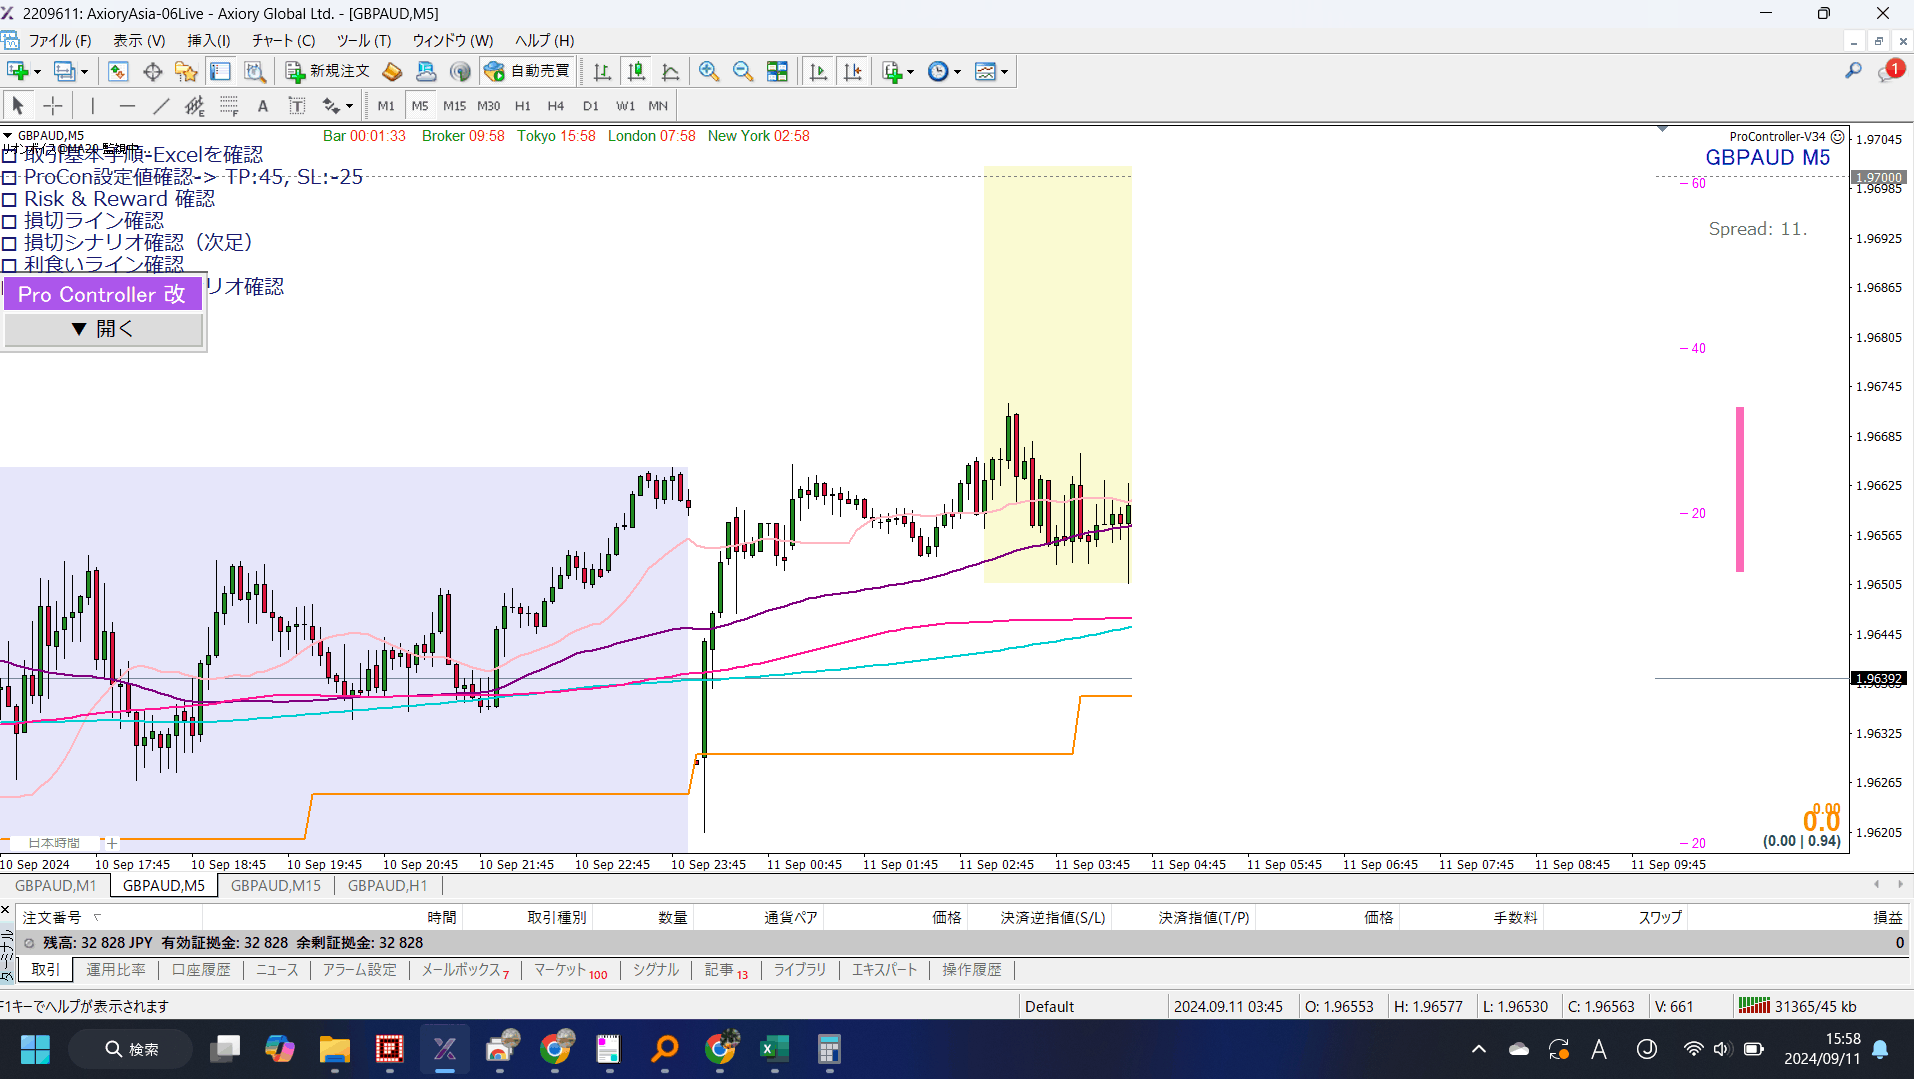 2209611: AxioryAsia-06Live - Axiory Global Ltd. - [GBPAUD,M5]
ファイル (F) 表示 (V) 挿入(I) チャート (C) ツール (T) ウィンドウ (W) ヘルプ (H)
新規注文 自動売買 1
A T M1 M5 M15 M30 H1 H4 D1 W1 MN
GBPAUD,M5 Bar 00:01:33 Broker 09:58 Tokyo 15:58 London 07:58 New York 02:58 ProController-V34
GBPAUD M5
取引基本手順-Excelを確認
ProCon設定値確認-> TP:45, SL:-25
Risk & Reward 確認
損切ライン確認
損切シナリオ確認（次足）
利食いライン確認
リオ確認
Pro Controller 改
▼ 開く
Spread: 11.
60
40
20
20
1.97045
1.97000
1.96985
1.96925
1.96865
1.96805
1.96745
1.96685
1.96625
1.96565
1.96505
1.96445
1.96392
1.96325
1.96265
1.96205
0.00
0.0
(0.00 | 0.94)
日本時間 +
10 Sep 2024 10 Sep 17:45 10 Sep 18:45 10 Sep 19:45 10 Sep 20:45 10 Sep 21:45 10 Sep 22:45 10 Sep 23:45 11 Sep 00:45 11 Sep 01:45 11 Sep 02:45 11 Sep 03:45 11 Sep 04:45 11 Sep 05:45 11 Sep 06:45 11 Sep 07:45 11 Sep 08:45 11 Sep 09:45
GBPAUD,M1 GBPAUD,M5 GBPAUD,M15 GBPAUD,H1
注文番号 時間 取引種別 数量 通貨ペア 価格 決済逆指値(S/L) 決済指値(T/P) 価格 手数料 スワップ 損益
残高: 32 828 JPY 有効証拠金: 32 828 余剰証拠金: 32 828 0
取引 運用比率 口座履歴 ニュース アラーム設定 メールボックス 7 マーケット 100 シグナル 記事 13 ライブラリ エキスパート 操作履歴
F1キーでヘルプが表示されます Default 2024.09.11 03:45 O: 1.96553 H: 1.96577 L: 1.96530 C: 1.96563 V: 661 31365/45 kb
検索 A 15:58
2024/09/11